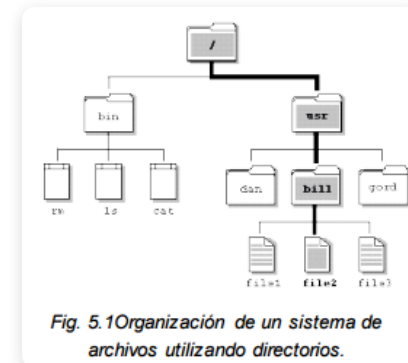 /
bin
usr
rm ls cat
dan bill gord
file1 file2 file3
Fig. 5.1Organización de un sistema de
archivos utilizando directorios.